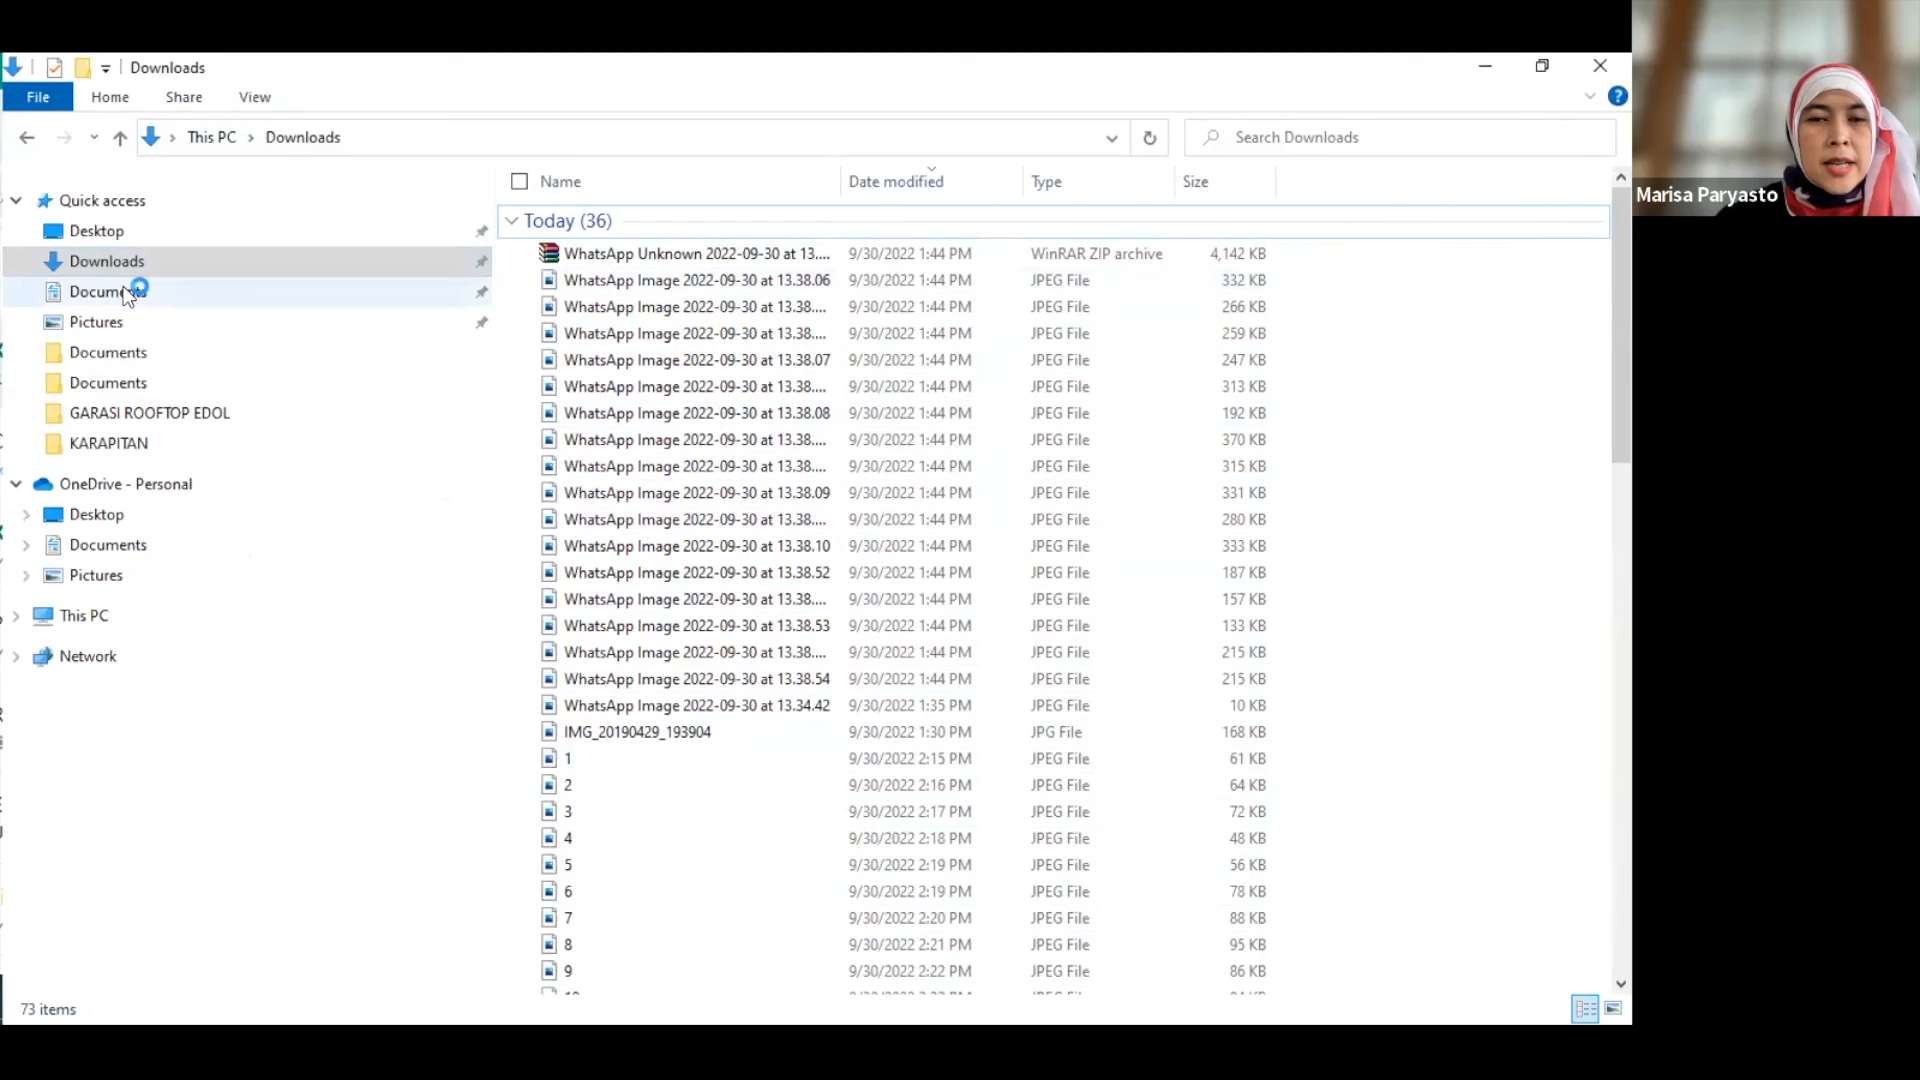 Downloads
File Home Share View
This PC > Downloads
Search Downloads
Marisa Paryasto
Name Date modified Type Size
Quick access
Desktop
Downloads
Documents
Pictures
Documents
Documents
GARASI ROOFTOP EDOL
KARAPITAN
OneDrive - Personal
Desktop
Documents
Pictures
This PC
Network
Today (36)
WhatsApp Unknown 2022-09-30 at 13.... 9/30/2022 1:44 PM WinRAR ZIP archive 4,142 KB
WhatsApp Image 2022-09-30 at 13.38.06 9/30/2022 1:44 PM JPEG File 332 KB
WhatsApp Image 2022-09-30 at 13.38.... 9/30/2022 1:44 PM JPEG File 266 KB
WhatsApp Image 2022-09-30 at 13.38.... 9/30/2022 1:44 PM JPEG File 259 KB
WhatsApp Image 2022-09-30 at 13.38.07 9/30/2022 1:44 PM JPEG File 247 KB
WhatsApp Image 2022-09-30 at 13.38.... 9/30/2022 1:44 PM JPEG File 313 KB
WhatsApp Image 2022-09-30 at 13.38.08 9/30/2022 1:44 PM JPEG File 192 KB
WhatsApp Image 2022-09-30 at 13.38.... 9/30/2022 1:44 PM JPEG File 370 KB
WhatsApp Image 2022-09-30 at 13.38.... 9/30/2022 1:44 PM JPEG File 315 KB
WhatsApp Image 2022-09-30 at 13.38.09 9/30/2022 1:44 PM JPEG File 331 KB
WhatsApp Image 2022-09-30 at 13.38.... 9/30/2022 1:44 PM JPEG File 280 KB
WhatsApp Image 2022-09-30 at 13.38.10 9/30/2022 1:44 PM JPEG File 333 KB
WhatsApp Image 2022-09-30 at 13.38.52 9/30/2022 1:44 PM JPEG File 187 KB
WhatsApp Image 2022-09-30 at 13.38.... 9/30/2022 1:44 PM JPEG File 157 KB
WhatsApp Image 2022-09-30 at 13.38.53 9/30/2022 1:44 PM JPEG File 133 KB
WhatsApp Image 2022-09-30 at 13.38.... 9/30/2022 1:44 PM JPEG File 215 KB
WhatsApp Image 2022-09-30 at 13.38.54 9/30/2022 1:44 PM JPEG File 215 KB
WhatsApp Image 2022-09-30 at 13.34.42 9/30/2022 1:35 PM JPEG File 10 KB
IMG_20190429_193904 9/30/2022 1:30 PM JPG File 168 KB
1 9/30/2022 2:15 PM JPEG File 61 KB
2 9/30/2022 2:16 PM JPEG File 64 KB
3 9/30/2022 2:17 PM JPEG File 72 KB
4 9/30/2022 2:18 PM JPEG File 48 KB
5 9/30/2022 2:19 PM JPEG File 56 KB
6 9/30/2022 2:19 PM JPEG File 78 KB
7 9/30/2022 2:20 PM JPEG File 88 KB
8 9/30/2022 2:21 PM JPEG File 95 KB
9 9/30/2022 2:22 PM JPEG File 86 KB
73 items